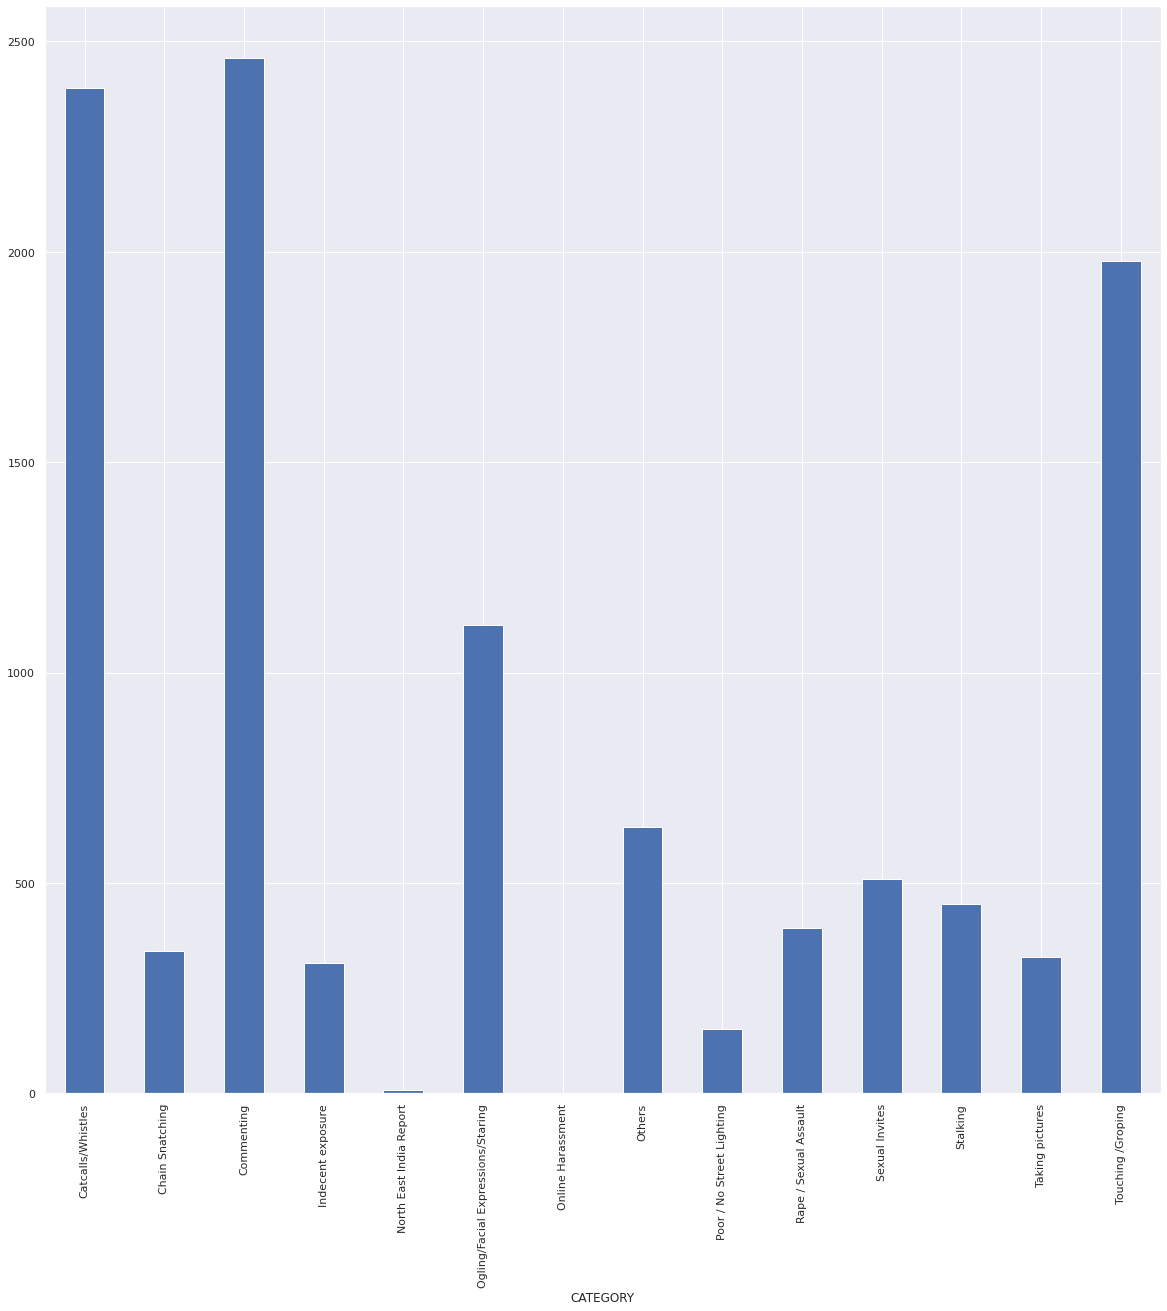 2500
2000
1500
1000
500
0
Catcalls/Whistles
Chain Snatching
Commenting
Indecent exposure
North East India Report
Ogling/Facial Expressions/Staring
Online Harassment
Others
Poor / No Street Lighting
Rape / Sexual Assault
Sexual Invites
Stalking
Taking pictures
Touching /Groping
CATEGORY